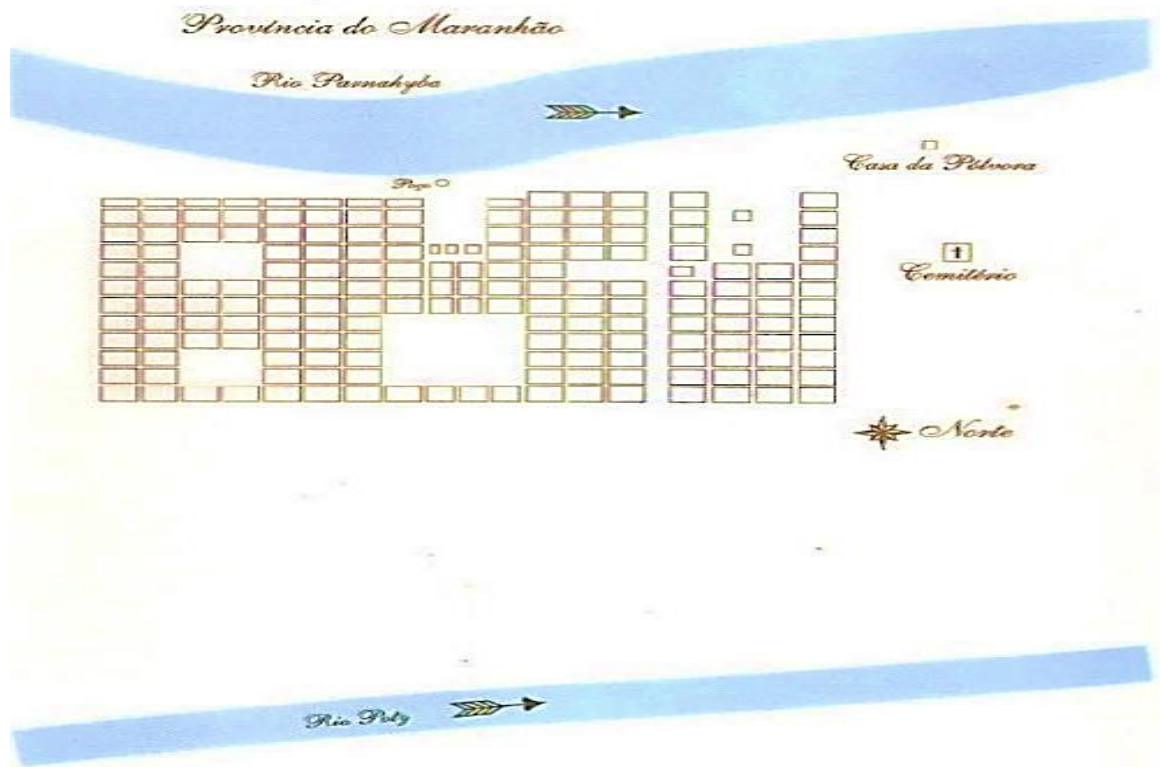 Província do Maranhão
Rio Parnahyba
Casa da Pólvora
Poço
Cemitério
Norte
Rio Poty